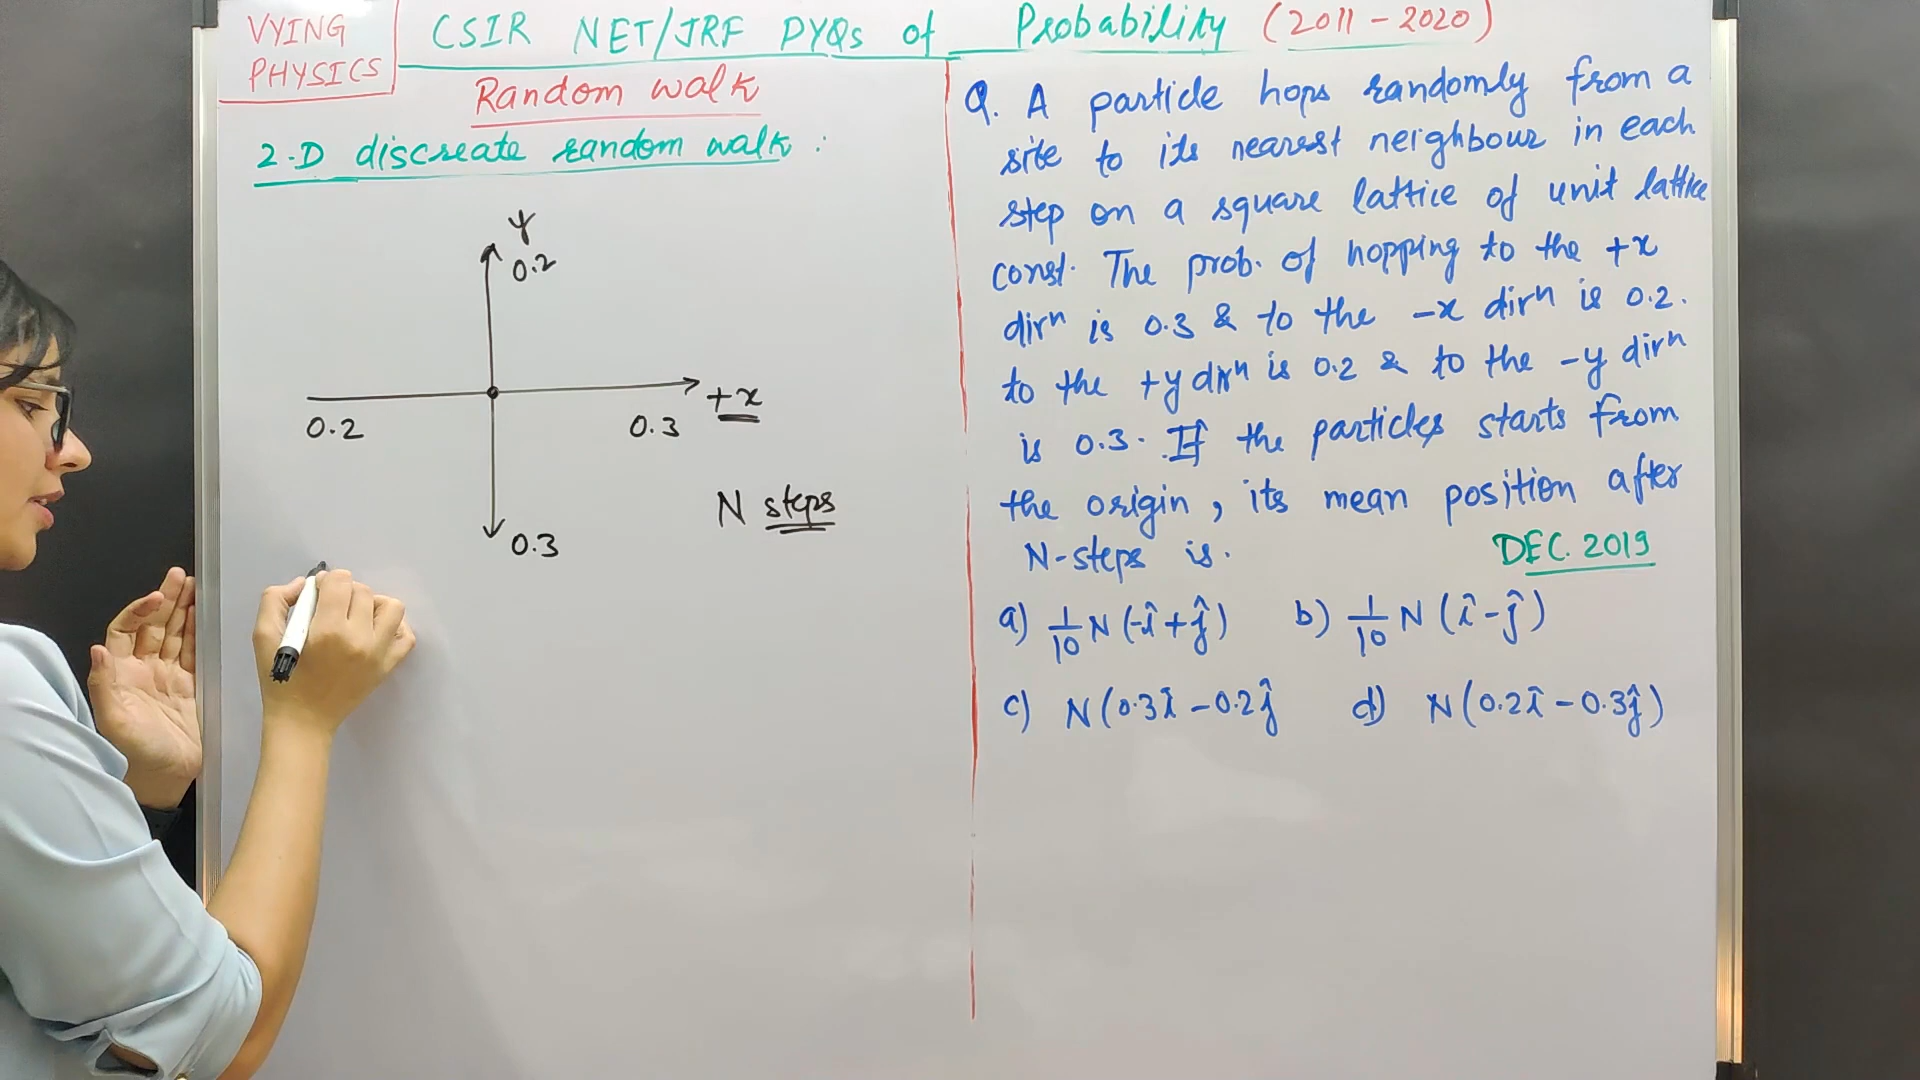 VYING
PHYSICS
CSIR NET/JRF PYQs of Probability (2011-2020)
Random walk
2-D discreate random walk :
Y
0.2
0.2
0.3
+x
N steps
0.3
Q. A particle hops randomly from a
site to its nearest neighbour in each
step on a square lattice of unit lattice
const. The prob. of hopping to the +x
dirⁿ is 0.3 & to the -x dirⁿ is 0.2.
to the +y dirⁿ is 0.2 & to the -y dirⁿ
is 0.3. If the particles starts from
the origin, its mean position after
N-steps is.
DEC. 2019
a) 1/10 N (-î+ĵ) b) 1/10 N (î-ĵ)
c) N(0.3î-0.2ĵ d) N(0.2î-0.3ĵ)